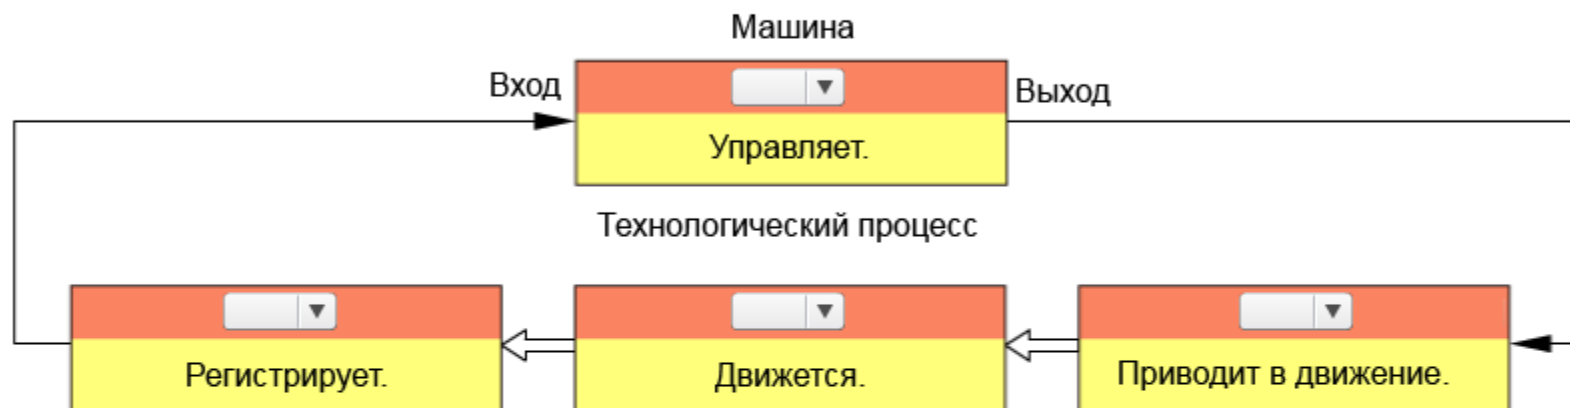 Машина
Вход
Выход
Управляет.
Технологический процесс
Регистрирует.
Движется.
Приводит в движение.